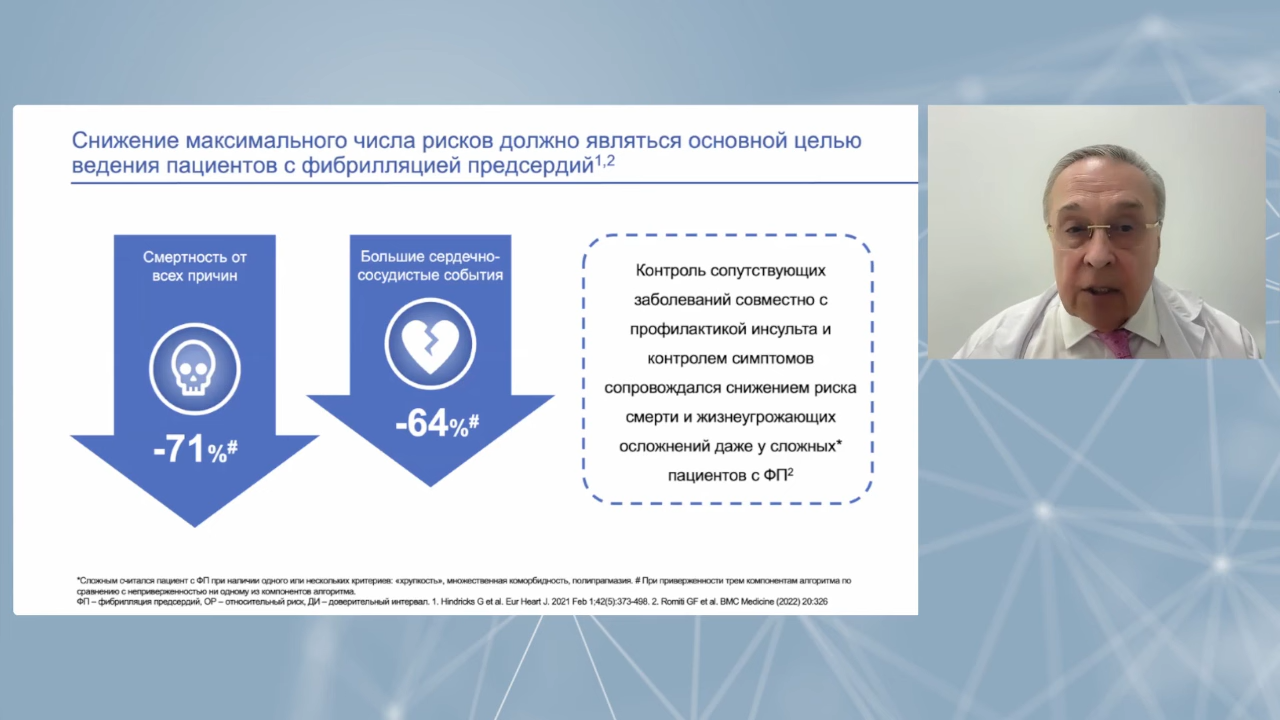 Снижение максимального числа рисков должно являться основной целью
ведения пациентов с фибрилляцией предсердий1,2
Смертность от
всех причин
-71%#
Большие сердечно-
сосудистые события
-64%#
Контроль сопутствующих
заболеваний совместно с
профилактикой инсульта и
контролем симптомов
сопровождался снижением риска
смерти и жизнеугрожающих
осложнений даже у сложных*
пациентов с ФП2
*Сложным считался пациент с ФП при наличии одного или нескольких критериев: «хрупкость», множественная коморбидность, полипрагмазия. # При приверженности трем компонентам алгоритма по
сравнению с неприверженностью ни одному из компонентов алгоритма.
ФП – фибрилляция предсердий, ОР – относительный риск, ДИ – доверительный интервал. 1. Hindricks G et al. Eur Heart J. 2021 Feb 1;42(5):373-498. 2. Romiti GF et al. BMC Medicine (2022) 20:326